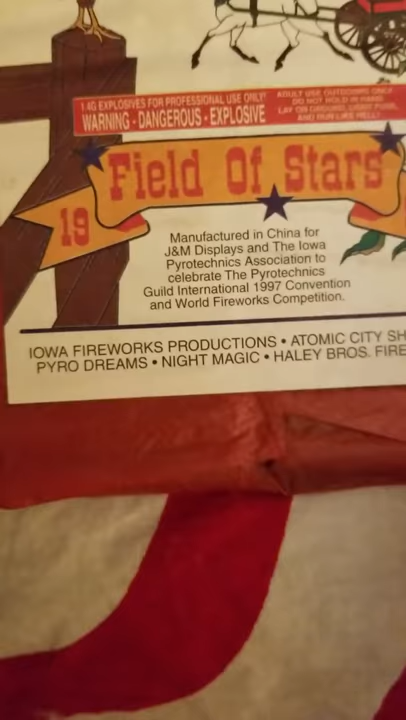 1.4G EXPLOSIVES FOR PROFESSIONAL USE ONLY!
WARNING - DANGEROUS - EXPLOSIVE
ADULT USE OUTDOORS ONLY
DO NOT HOLD IN HAND
LAY ON GROUND, LIGHT FUSE,
AND RUN LIKE HELL!
Field Of Stars
19
Manufactured in China for
J&M Displays and The Iowa
Pyrotechnics Association to
celebrate The Pyrotechnics
Guild International 1997 Convention
and World Fireworks Competition.
IOWA FIREWORKS PRODUCTIONS • ATOMIC CITY SH
PYRO DREAMS • NIGHT MAGIC • HALEY BROS. FIRE